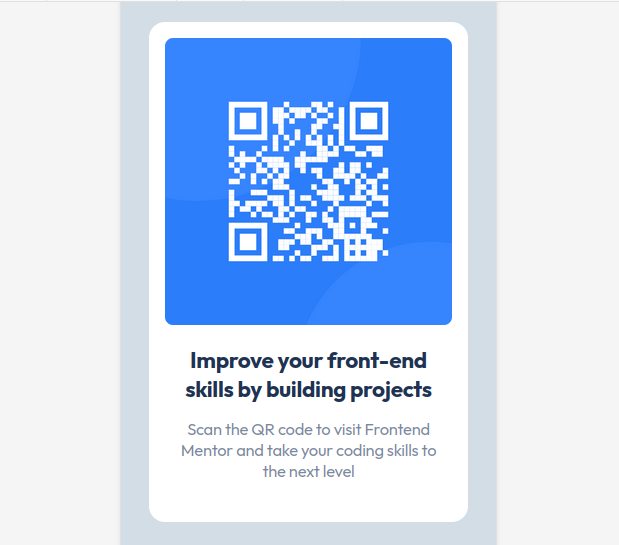 Improve your front-end
skills by building projects
Scan the QR code to visit Frontend
Mentor and take your coding skills to
the next level